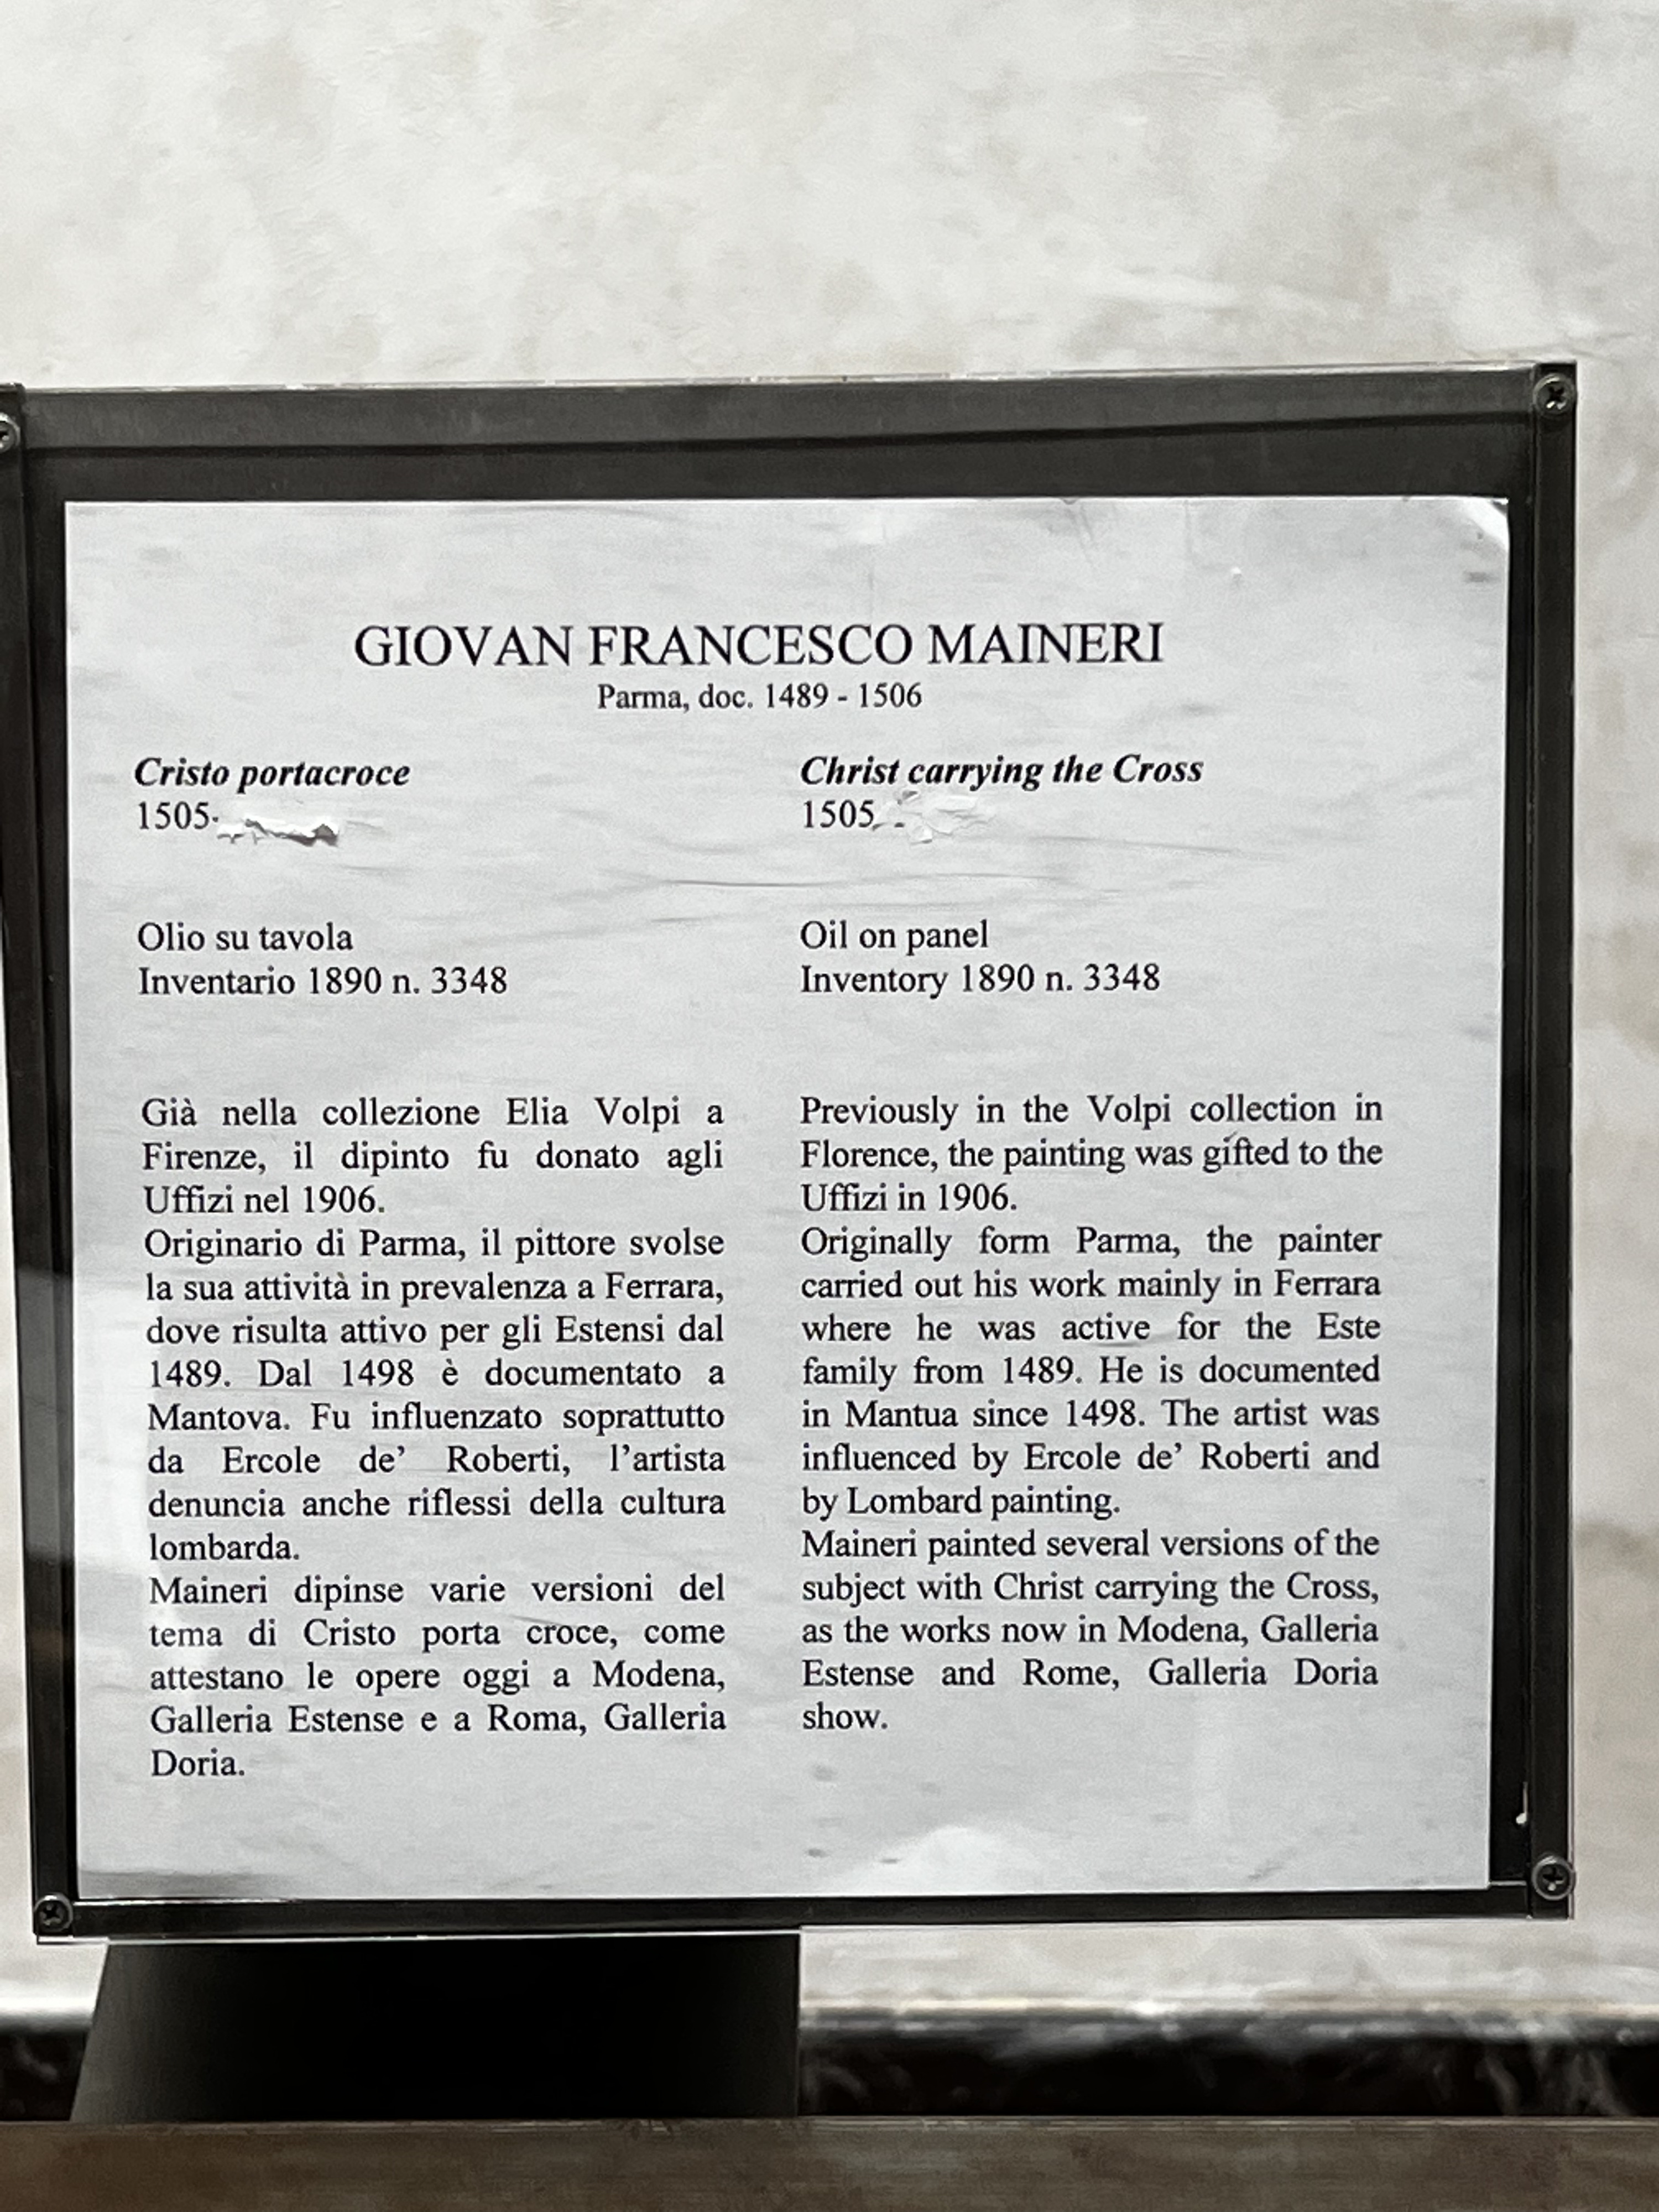 GIOVAN FRANCESCO MAINERI
Parma, doc. 1489 - 1506
Cristo portacroce
1505-
Olio su tavola
Inventario 1890 n. 3348
Già nella collezione Elia Volpi a
Firenze, il dipinto fu donato agli
Uffizi nel 1906.
Originario di Parma, il pittore svolse
la sua attività in prevalenza a Ferrara,
dove risulta attivo per gli Estensi dal
1489. Dal 1498 è documentato a
Mantova. Fu influenzato soprattutto
da Ercole de’ Roberti, l’artista
denuncia anche riflessi della cultura
lombarda.
Maineri dipinse varie versioni del
tema di Cristo porta croce, come
attestano le opere oggi a Modena,
Galleria Estense e a Roma, Galleria
Doria.
Christ carrying the Cross
1505
Oil on panel
Inventory 1890 n. 3348
Previously in the Volpi collection in
Florence, the painting was gifted to the
Uffizi in 1906.
Originally form Parma, the painter
carried out his work mainly in Ferrara
where he was active for the Este
family from 1489. He is documented
in Mantua since 1498. The artist was
influenced by Ercole de’ Roberti and
by Lombard painting.
Maineri painted several versions of the
subject with Christ carrying the Cross,
as the works now in Modena, Galleria
Estense and Rome, Galleria Doria
show.